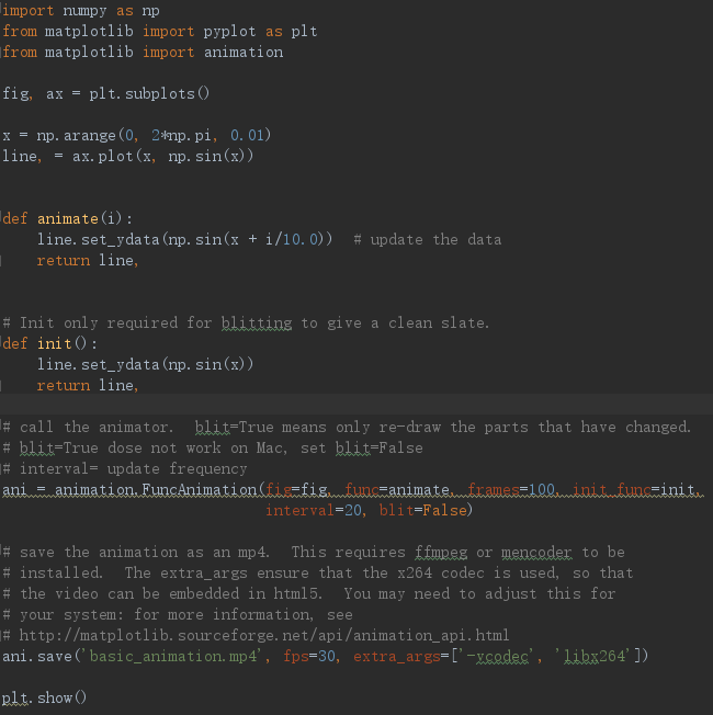 import numpy as np
from matplotlib import pyplot as plt
from matplotlib import animation
fig, ax = plt.subplots()
x = np.arange(0, 2*np.pi, 0.01)
line, = ax.plot(x, np.sin(x))
def animate(i):
    line.set_ydata(np.sin(x + i/10.0))  # update the data
    return line,
# Init only required for blitting to give a clean slate.
def init():
    line.set_ydata(np.sin(x))
    return line,
# call the animator.  blit=True means only re-draw the parts that have changed.
# blit=True dose not work on Mac, set blit=False
# interval= update frequency
ani = animation.FuncAnimation(fig=fig, func=animate, frames=100, init_func=init,
                              interval=20, blit=False)
# save the animation as an mp4.  This requires ffmpeg or mencoder to be
# installed.  The extra_args ensure that the x264 codec is used, so that
# the video can be embedded in html5.  You may need to adjust this for
# your system: for more information, see
# http://matplotlib.sourceforge.net/api/animation_api.html
ani.save('basic_animation.mp4', fps=30, extra_args=['-vcodec', 'libx264'])
plt.show()